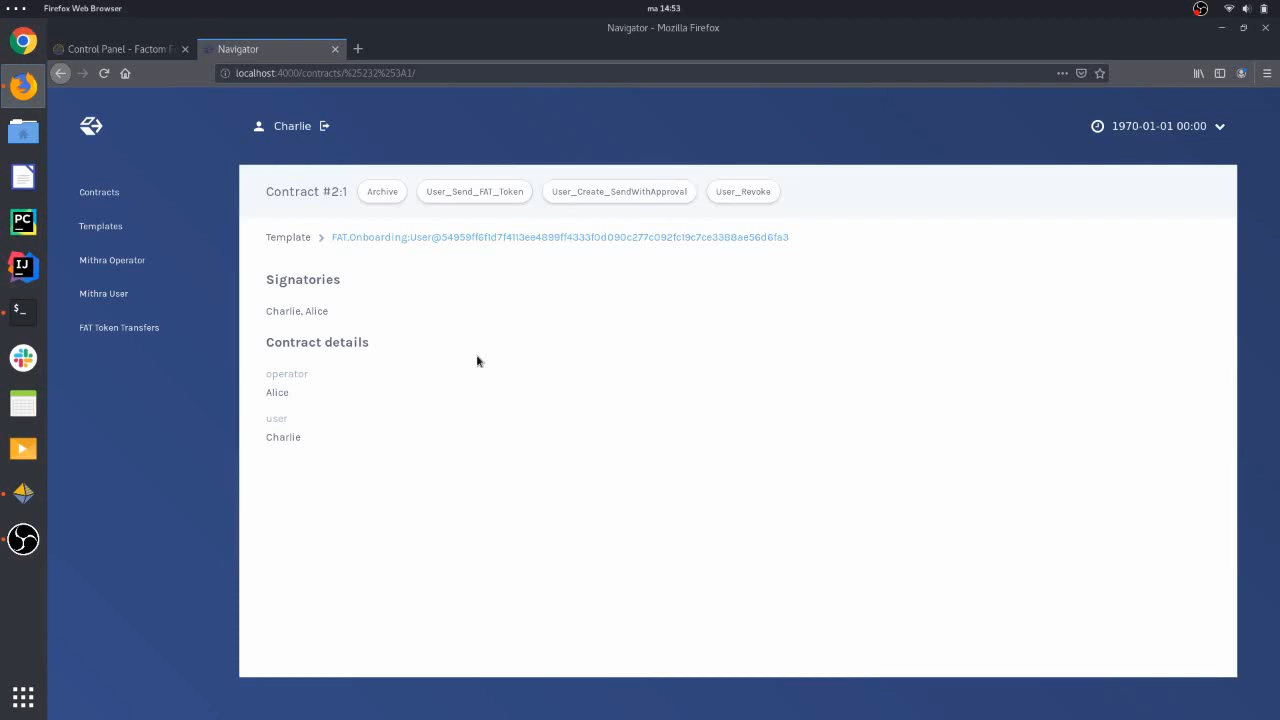 Firefox Web Browser
ma 14:53
Navigator - Mozilla Firefox
Control Panel - Factom
Navigator
localhost:4000/contracts/%25232%253A1/
Charlie
1970-01-01 00:00
Contracts
Templates
Mithra Operator
Mithra User
FAT Token Transfers
Contract #2:1
Archive
User_Send_FAT_Token
User_Create_SendWithApproval
User_Revoke
Template
FAT.Onboarding:User@54959ff6f1d7f4113ee4899ff4333f0d090c277c092fc19c7ce3388ae56d6fa3
Signatories
Charlie, Alice
Contract details
operator
Alice
user
Charlie
PC
IJ
$_